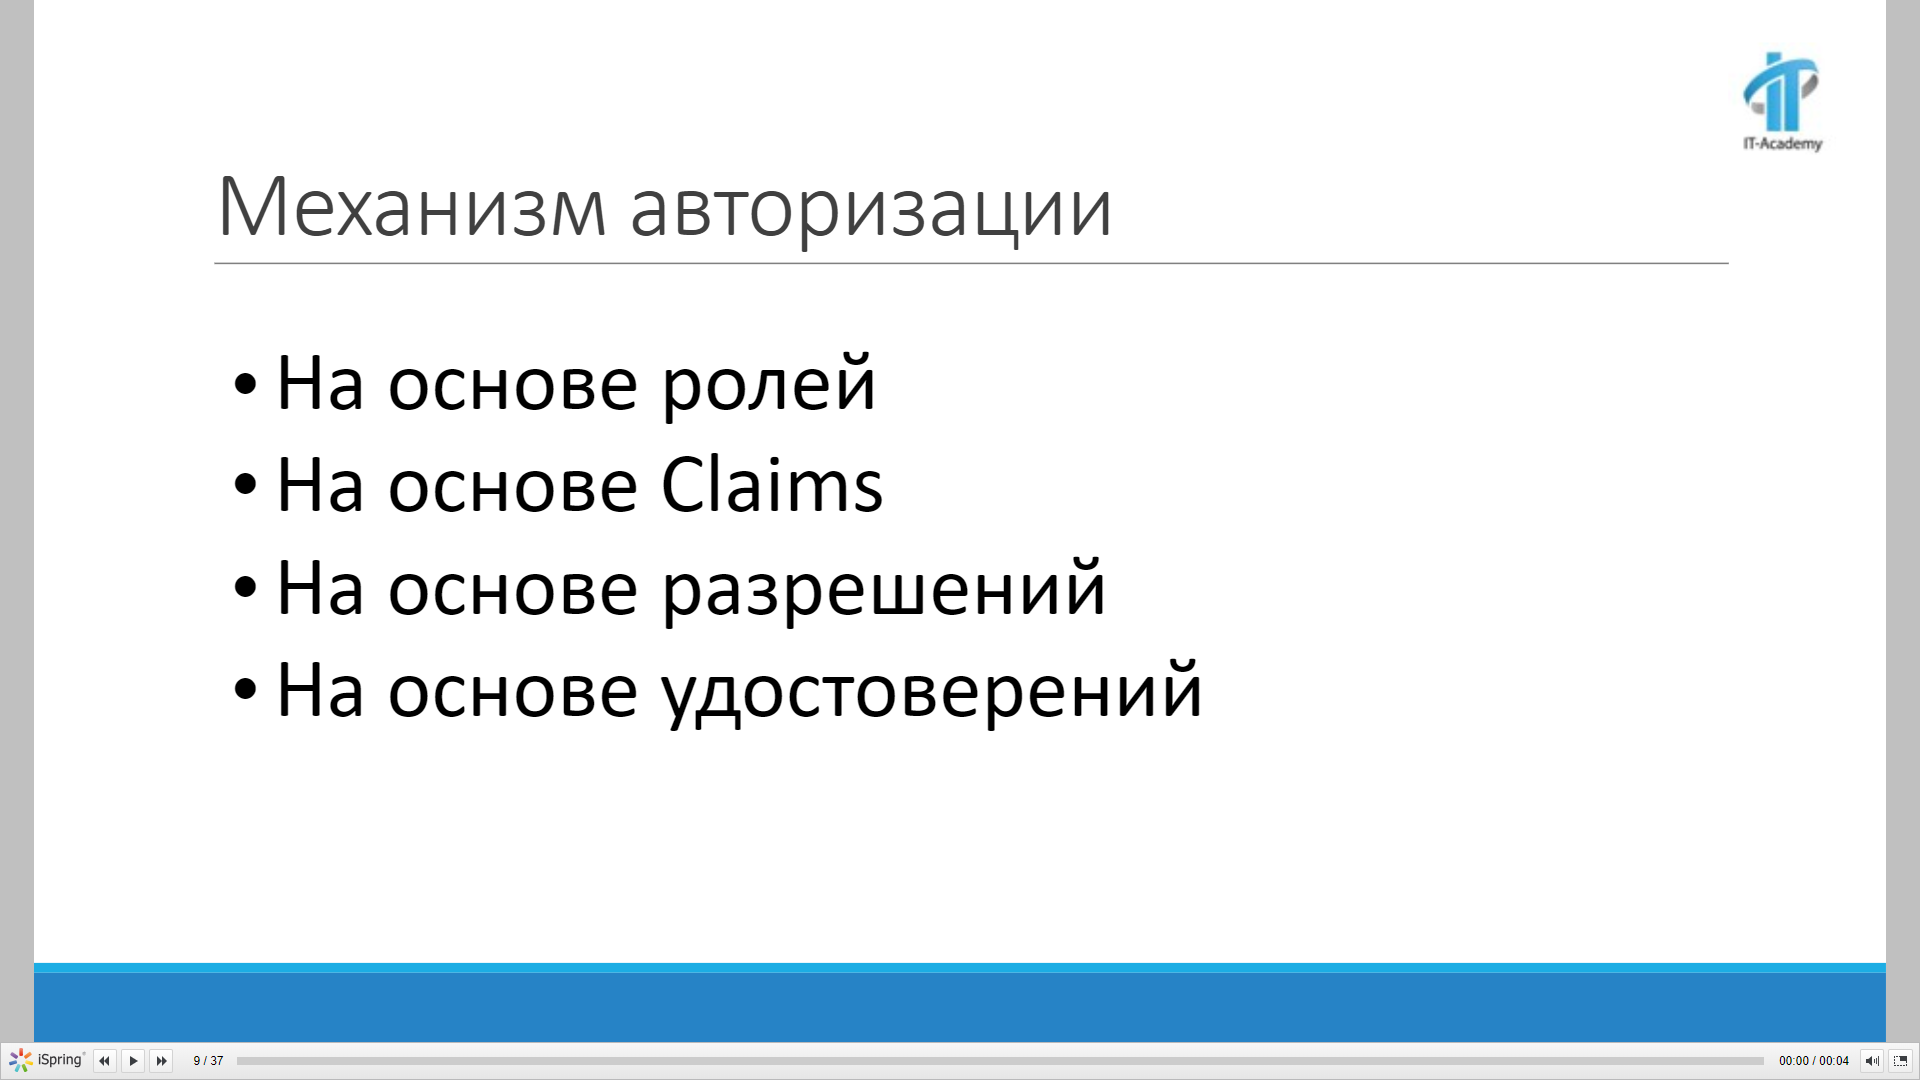 IT-Academy
Механизм авторизации
• На основе ролей
• На основе Claims
• На основе разрешений
• На основе удостоверений
iSpring
9 / 37
00:00 / 00:04